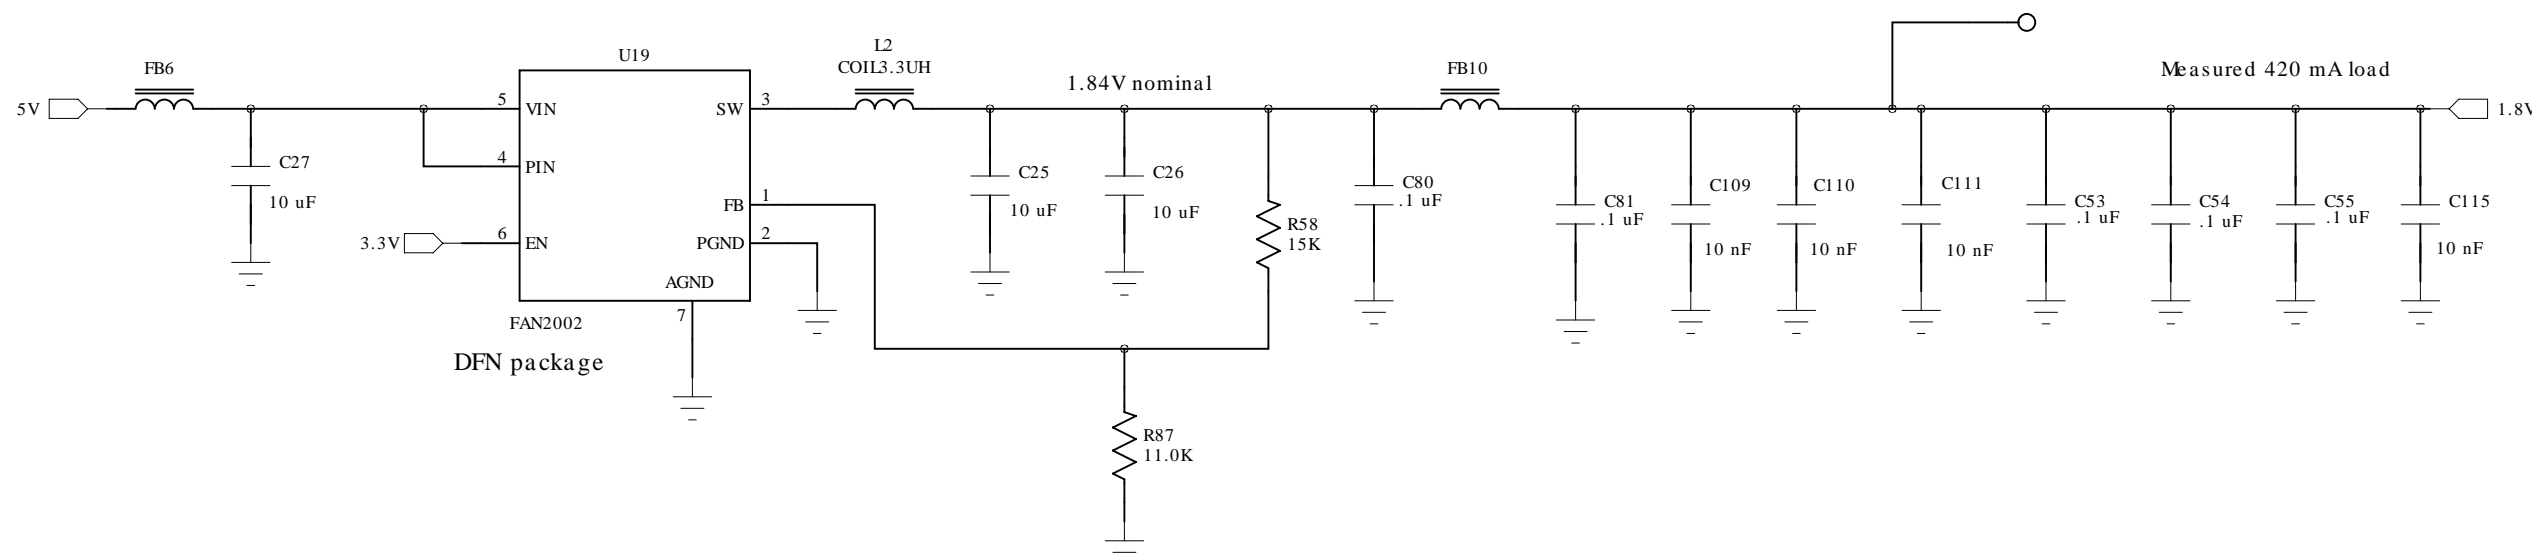 FB6
5V
C27
10 uF
3.3V
U19
5
VIN
4
PIN
6
EN
SW
3
FB
1
PGND
2
AGND
7
FAN2002
DFN package
L2
COIL3.3UH
1.84V nominal
C25
10 uF
C26
10 uF
R58
15K
R87
11.0K
C80
.1 uF
FB10
C81
.1 uF
C109
10 nF
C110
10 nF
C111
10 nF
Measured 420 mA load
C53
.1 uF
C54
.1 uF
C55
.1 uF
C115
10 nF
1.8V